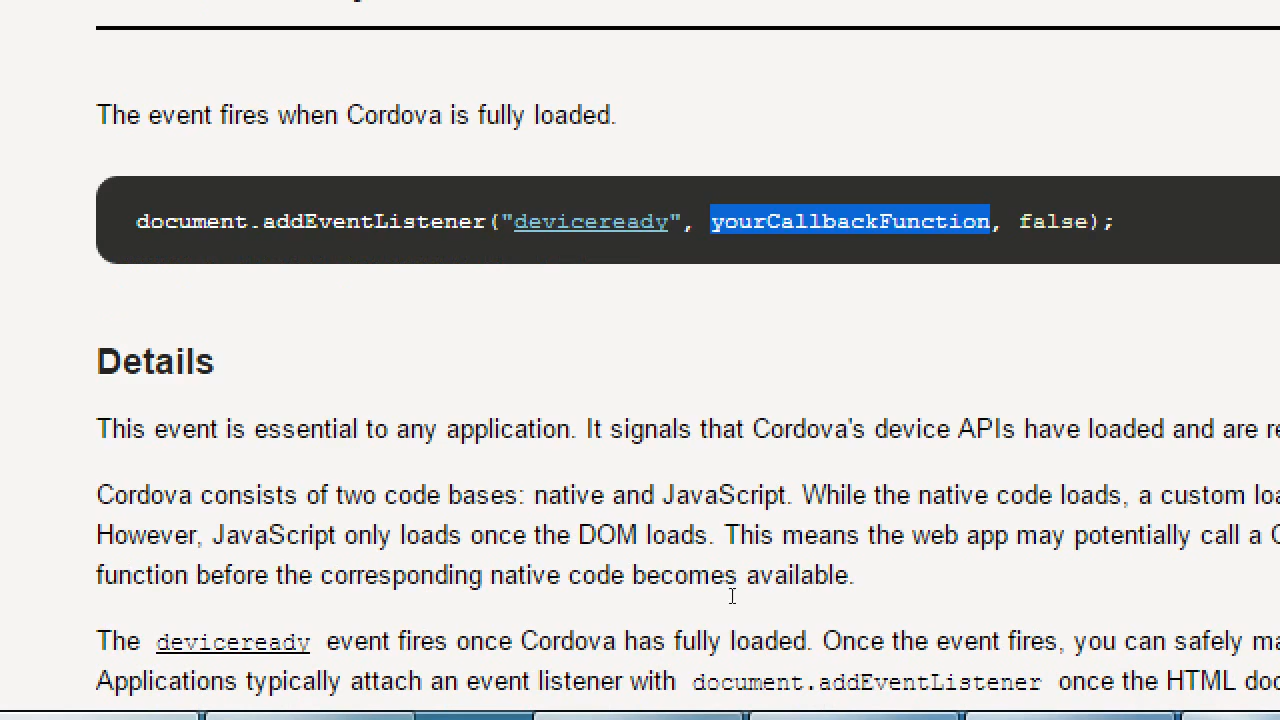 The event fires when Cordova is fully loaded.
document.addEventListener("deviceready", yourCallbackFunction, false);
Details
This event is essential to any application. It signals that Cordova's device APIs have loaded and are re
Cordova consists of two code bases: native and JavaScript. While the native code loads, a custom loa
However, JavaScript only loads once the DOM loads. This means the web app may potentially call a C
function before the corresponding native code becomes available.
The deviceready event fires once Cordova has fully loaded. Once the event fires, you can safely ma
Applications typically attach an event listener with document.addEventListener once the HTML doc